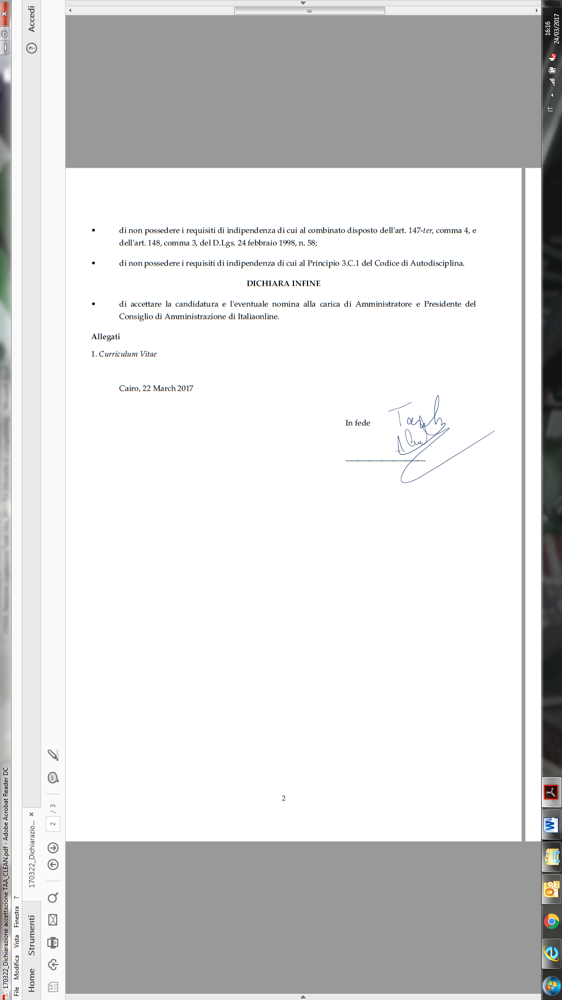 170322_Dichiarazione accettazione TAA_CLEAN.pdf - Adobe Acrobat Reader DC
File Modifica Vista Finestra ?
Home Strumenti 170322_Dichiarazio... × ? Accedi
2 / 3
• di non possedere i requisiti di indipendenza di cui al combinato disposto dell'art. 147-ter, comma 4, e
dell'art. 148, comma 3, del D.Lgs. 24 febbraio 1998, n. 58;
• di non possedere i requisiti di indipendenza di cui al Principio 3.C.1 del Codice di Autodisciplina.
DICHIARA INFINE
• di accettare la candidatura e l'eventuale nomina alla carica di Amministratore e Presidente del
Consiglio di Amministrazione di Italiaonline.
Allegati
1. Curriculum Vitae
Cairo, 22 March 2017
In fede
2
IT
16:16
24/03/2017